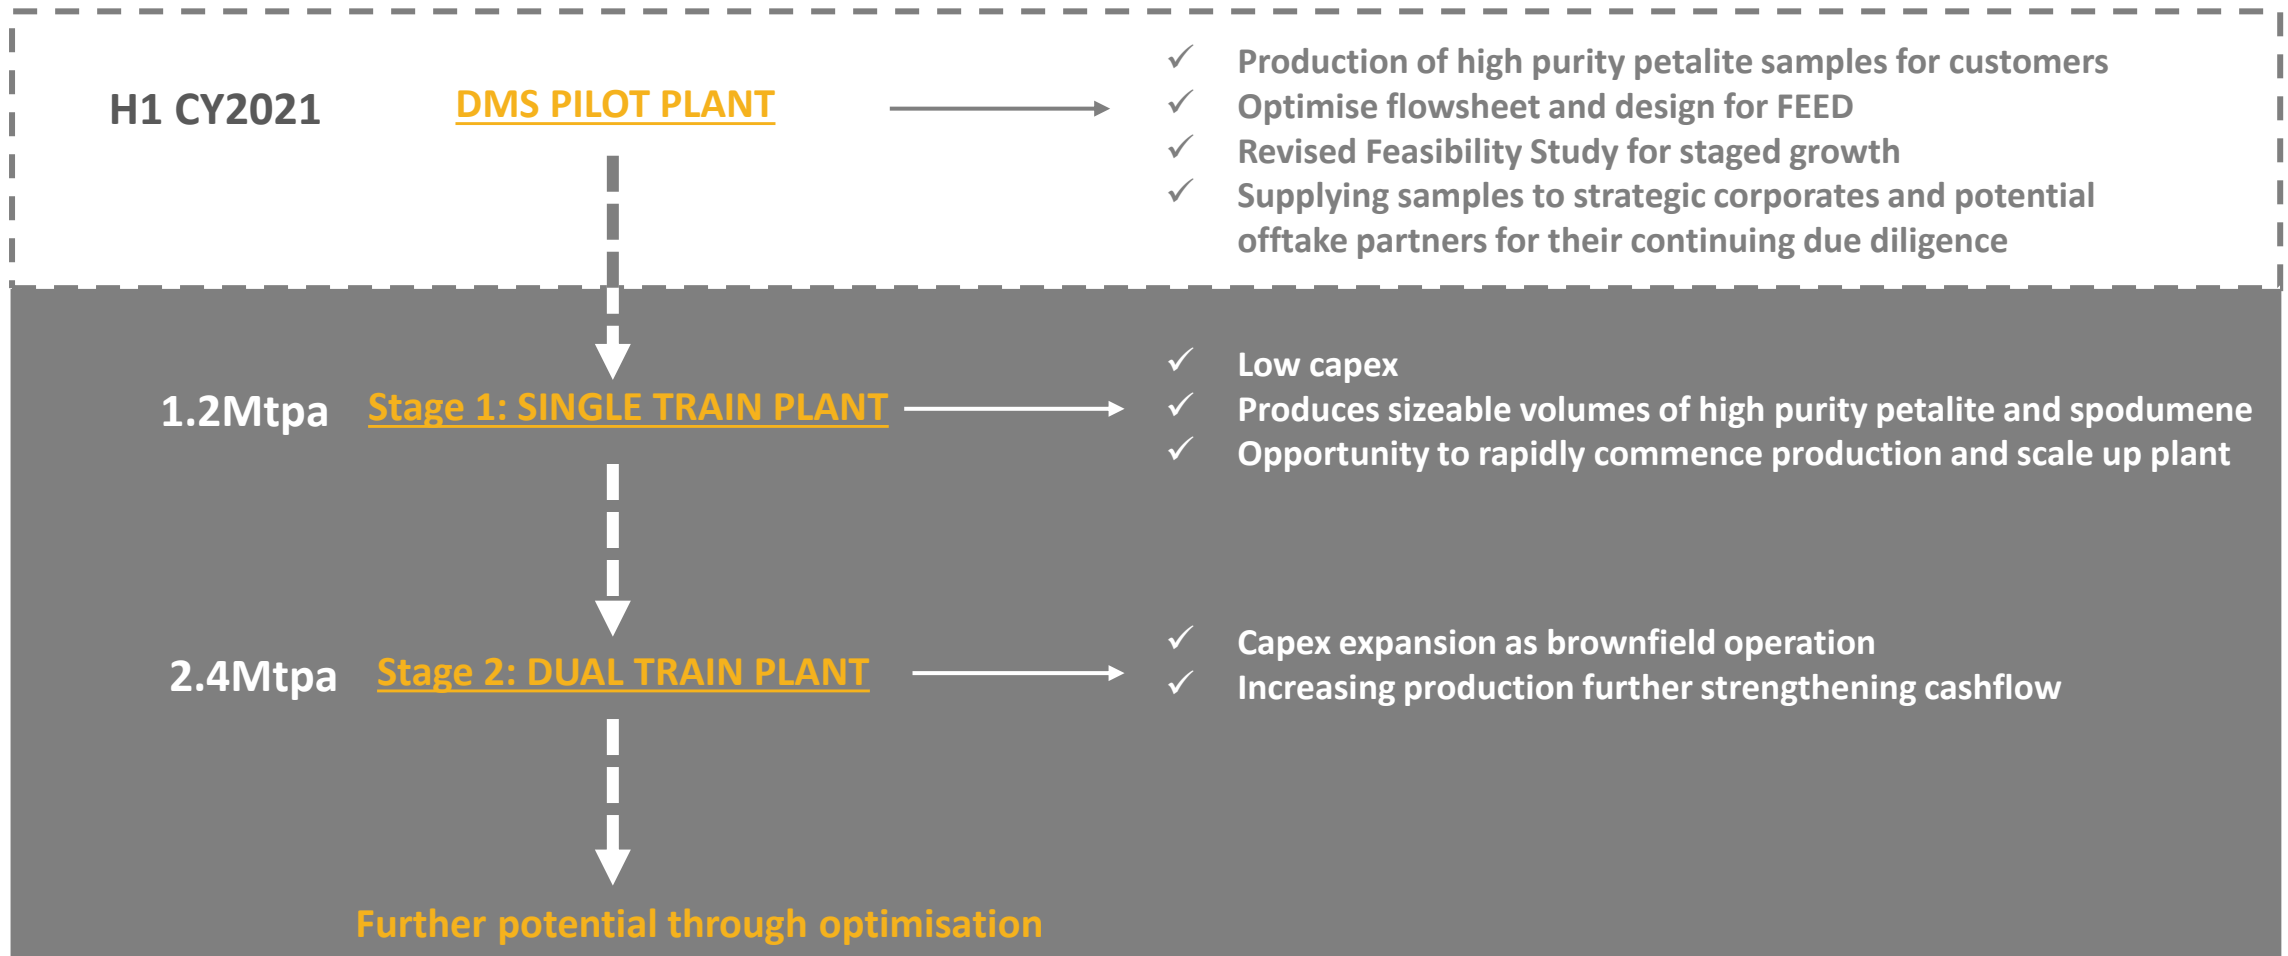 H1 CY2021
DMS PILOT PLANT
✓ Production of high purity petalite samples for customers
✓ Optimise flowsheet and design for FEED
✓ Revised Feasibility Study for staged growth
✓ Supplying samples to strategic corporates and potential
offtake partners for their continuing due diligence
1.2Mtpa
Stage 1: SINGLE TRAIN PLANT
✓ Low capex
✓ Produces sizeable volumes of high purity petalite and spodumene
✓ Opportunity to rapidly commence production and scale up plant
2.4Mtpa
Stage 2: DUAL TRAIN PLANT
✓ Capex expansion as brownfield operation
✓ Increasing production further strengthening cashflow
Further potential through optimisation